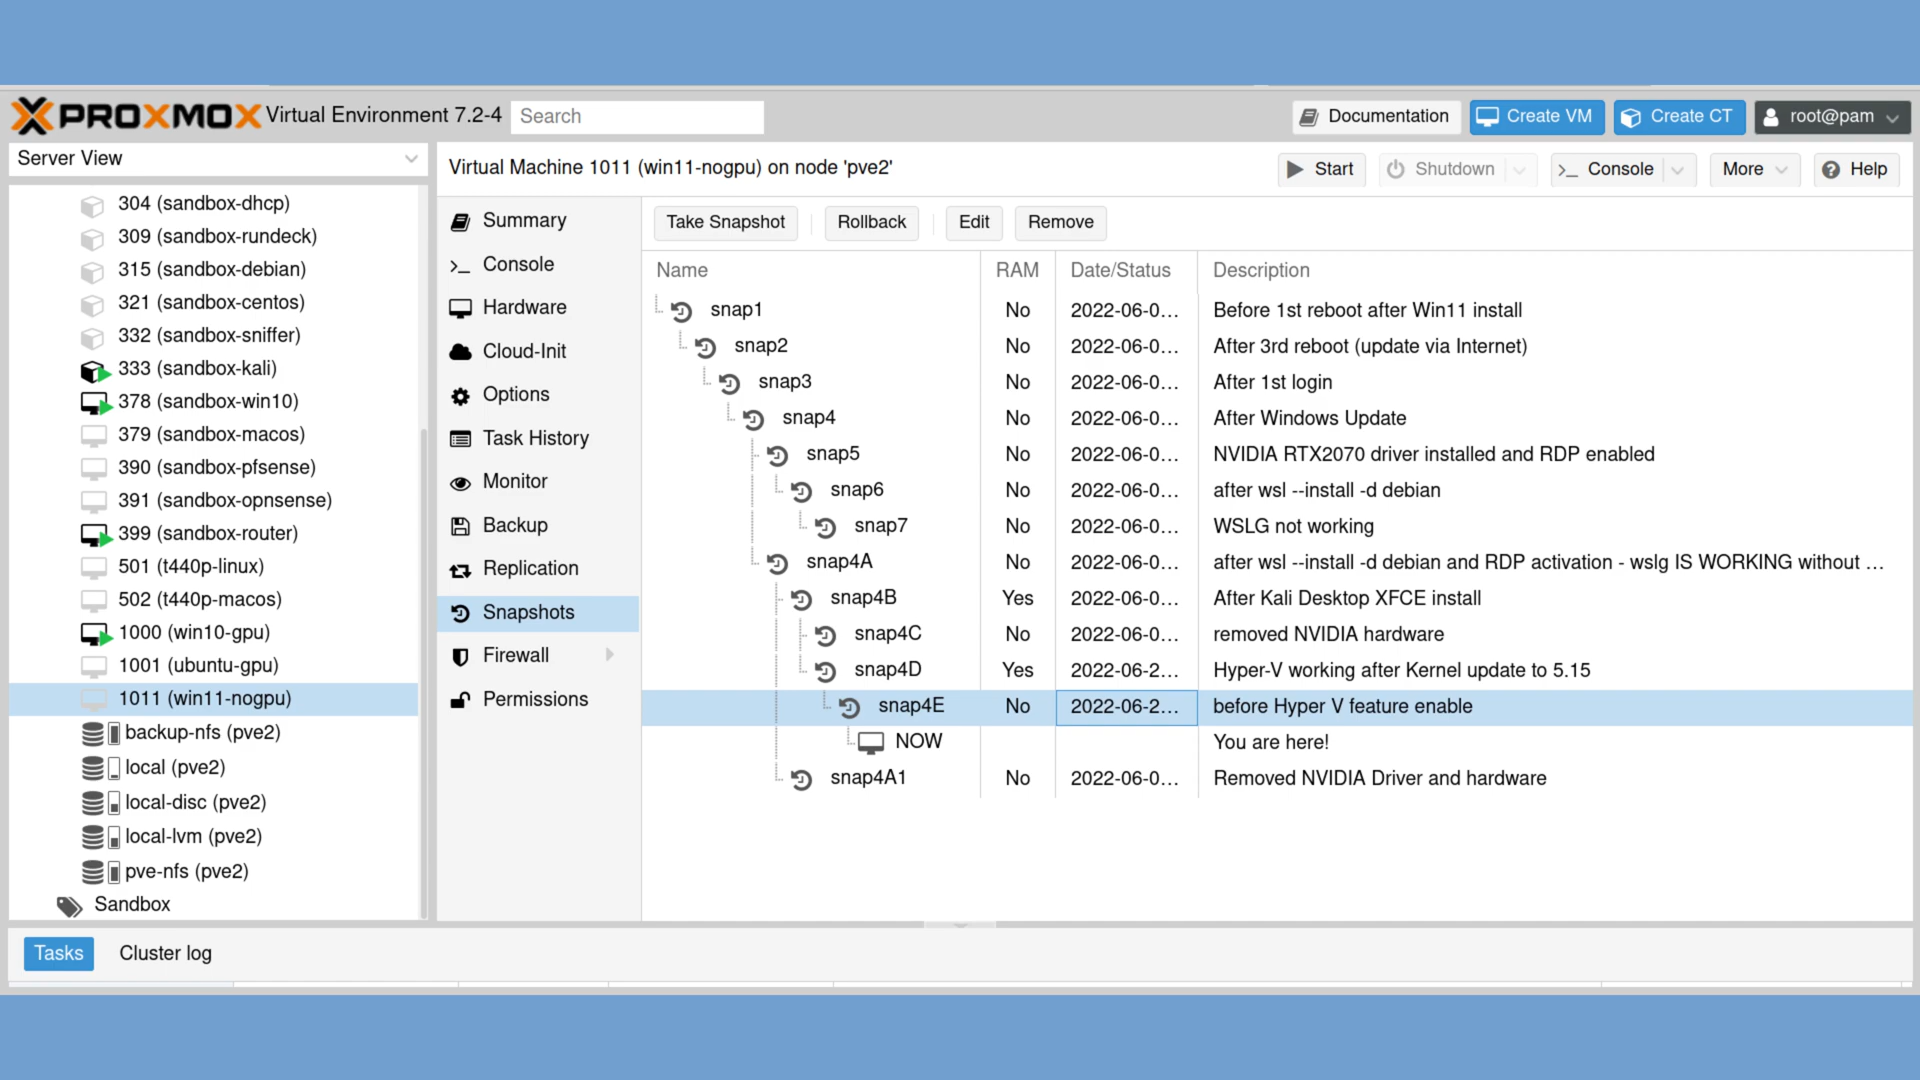 PROXMOX Virtual Environment 7.2-4 Search Documentation Create VM Create CT root@pam
Server View
304 (sandbox-dhcp)
309 (sandbox-rundeck)
315 (sandbox-debian)
321 (sandbox-centos)
332 (sandbox-sniffer)
333 (sandbox-kali)
378 (sandbox-win10)
379 (sandbox-macos)
390 (sandbox-pfsense)
391 (sandbox-opnsense)
399 (sandbox-router)
501 (t440p-linux)
502 (t440p-macos)
1000 (win10-gpu)
1001 (ubuntu-gpu)
1011 (win11-nogpu)
backup-nfs (pve2)
local (pve2)
local-disc (pve2)
local-lvm (pve2)
pve-nfs (pve2)
Sandbox
Virtual Machine 1011 (win11-nogpu) on node 'pve2' Start Shutdown Console More Help
Summary
Console
Hardware
Cloud-Init
Options
Task History
Monitor
Backup
Replication
Snapshots
Firewall
Permissions
Take Snapshot Rollback Edit Remove
Name RAM Date/Status Description
snap1 No 2022-06-0... Before 1st reboot after Win11 install
snap2 No 2022-06-0... After 3rd reboot (update via Internet)
snap3 No 2022-06-0... After 1st login
snap4 No 2022-06-0... After Windows Update
snap5 No 2022-06-0... NVIDIA RTX2070 driver installed and RDP enabled
snap6 No 2022-06-0... after wsl --install -d debian
snap7 No 2022-06-0... WSLG not working
snap4A No 2022-06-0... after wsl --install -d debian and RDP activation - wslg IS WORKING without ...
snap4B Yes 2022-06-0... After Kali Desktop XFCE install
snap4C No 2022-06-0... removed NVIDIA hardware
snap4D Yes 2022-06-2... Hyper-V working after Kernel update to 5.15
snap4E No 2022-06-2... before Hyper V feature enable
NOW You are here!
snap4A1 No 2022-06-0... Removed NVIDIA Driver and hardware
Tasks Cluster log